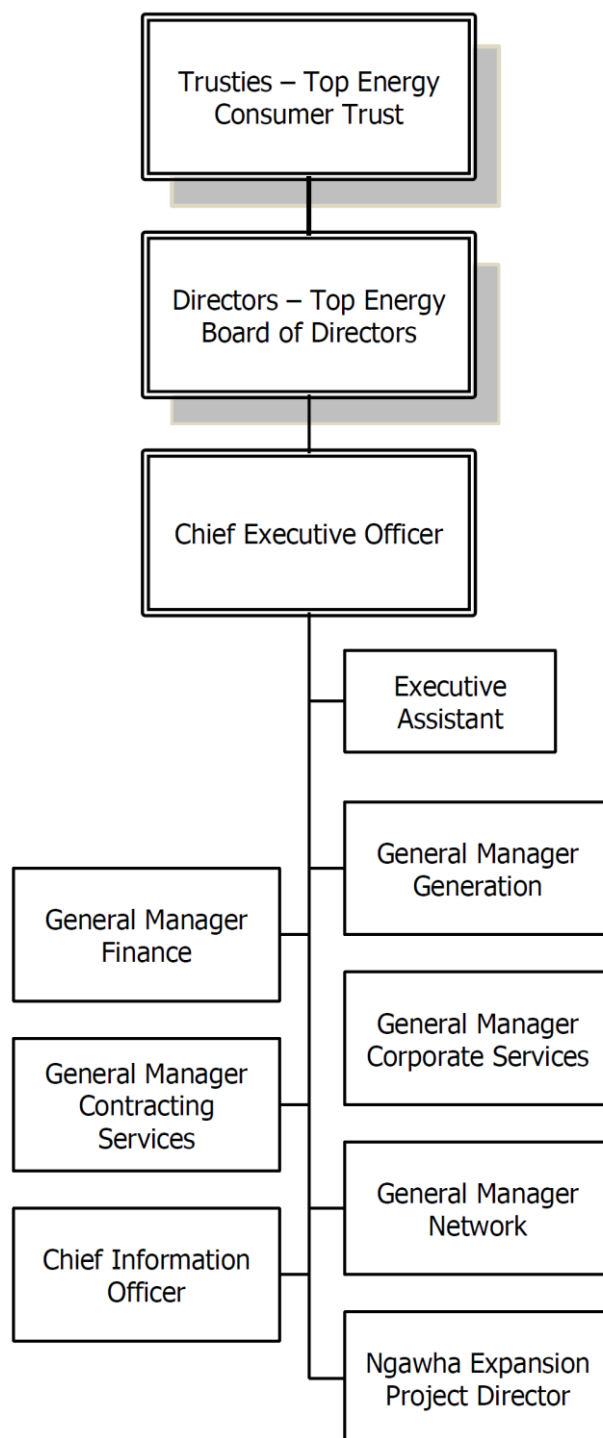 Trusties – Top Energy
Consumer Trust
Directors – Top Energy
Board of Directors
Chief Executive Officer
Executive
Assistant
General Manager
Generation
General Manager
Finance
General Manager
Corporate Services
General Manager
Contracting
Services
General Manager
Network
Chief Information
Officer
Ngawha Expansion
Project Director